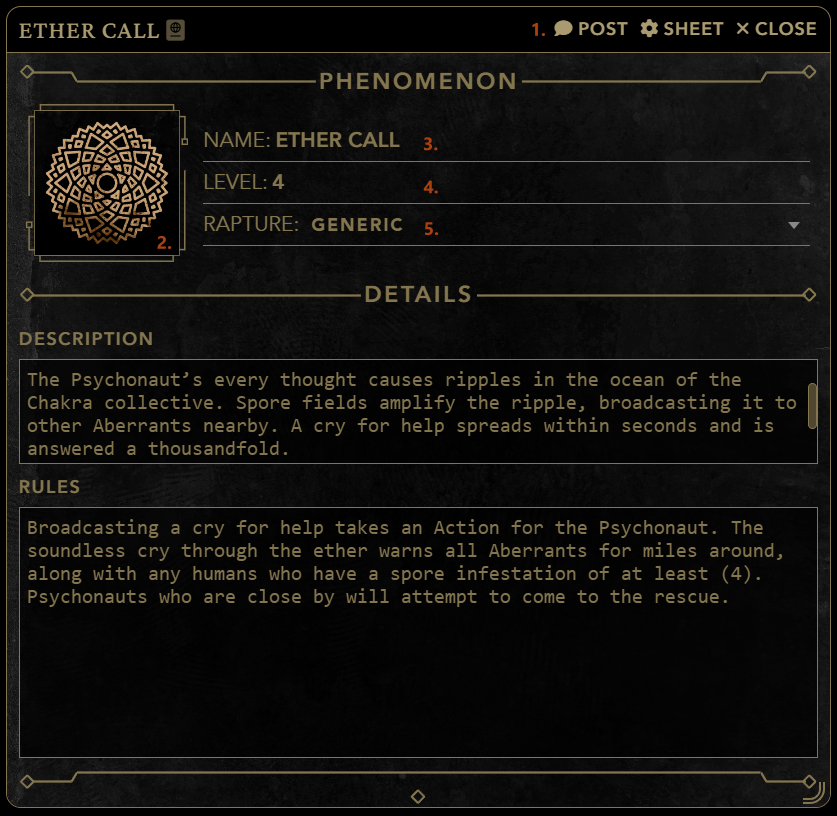 ETHER CALL
1. POST SHEET × CLOSE
PHENOMENON
2.
NAME: ETHER CALL 3.
LEVEL: 4 4.
RAPTURE: GENERIC 5.
DETAILS
DESCRIPTION
The Psychonaut’s every thought causes ripples in the ocean of the
Chakra collective. Spore fields amplify the ripple, broadcasting it to
other Aberrants nearby. A cry for help spreads within seconds and is
answered a thousandfold.
RULES
Broadcasting a cry for help takes an Action for the Psychonaut. The
soundless cry through the ether warns all Aberrants for miles around,
along with any humans who have a spore infestation of at least (4).
Psychonauts who are close by will attempt to come to the rescue.